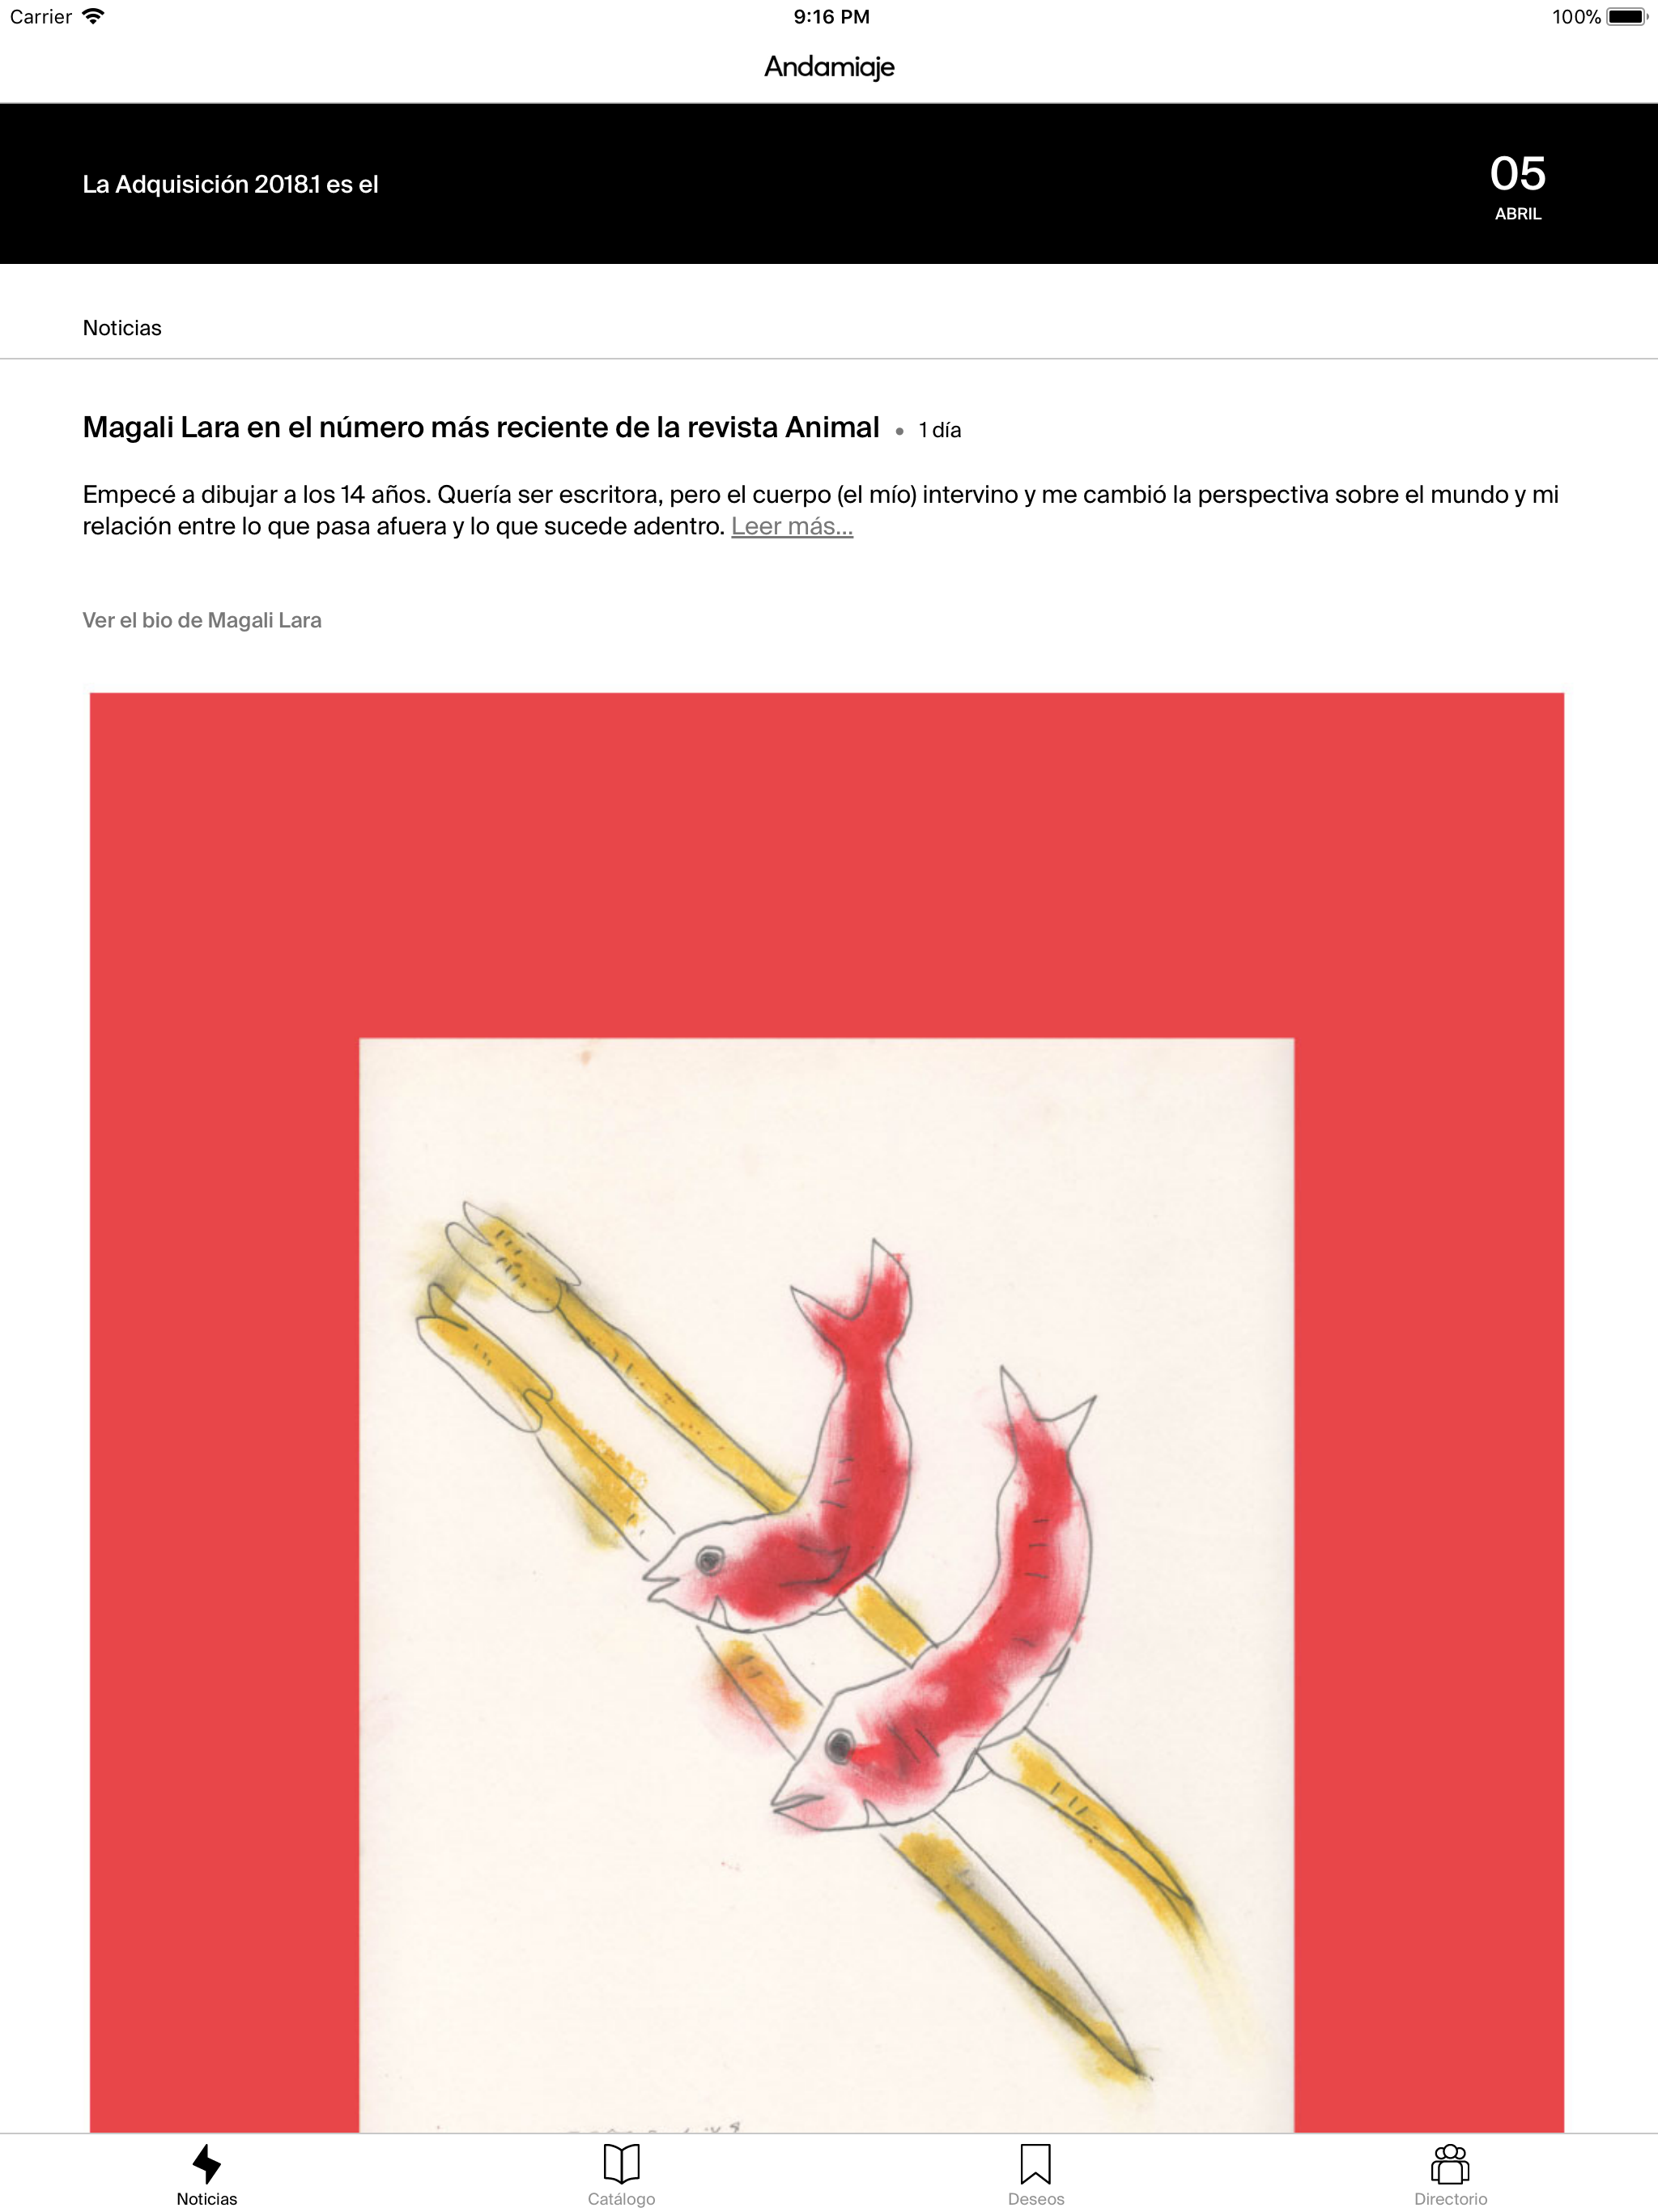 Carrier 9:16 PM 100%
Andamiaje
La Adquisición 2018.1 es el
05
ABRIL
Noticias
Magali Lara en el número más reciente de la revista Animal • 1 día
Empecé a dibujar a los 14 años. Quería ser escritora, pero el cuerpo (el mío) intervino y me cambió la perspectiva sobre el mundo y mi
relación entre lo que pasa afuera y lo que sucede adentro. Leer más...
Ver el bio de Magali Lara
Noticias Catálogo Deseos Directorio